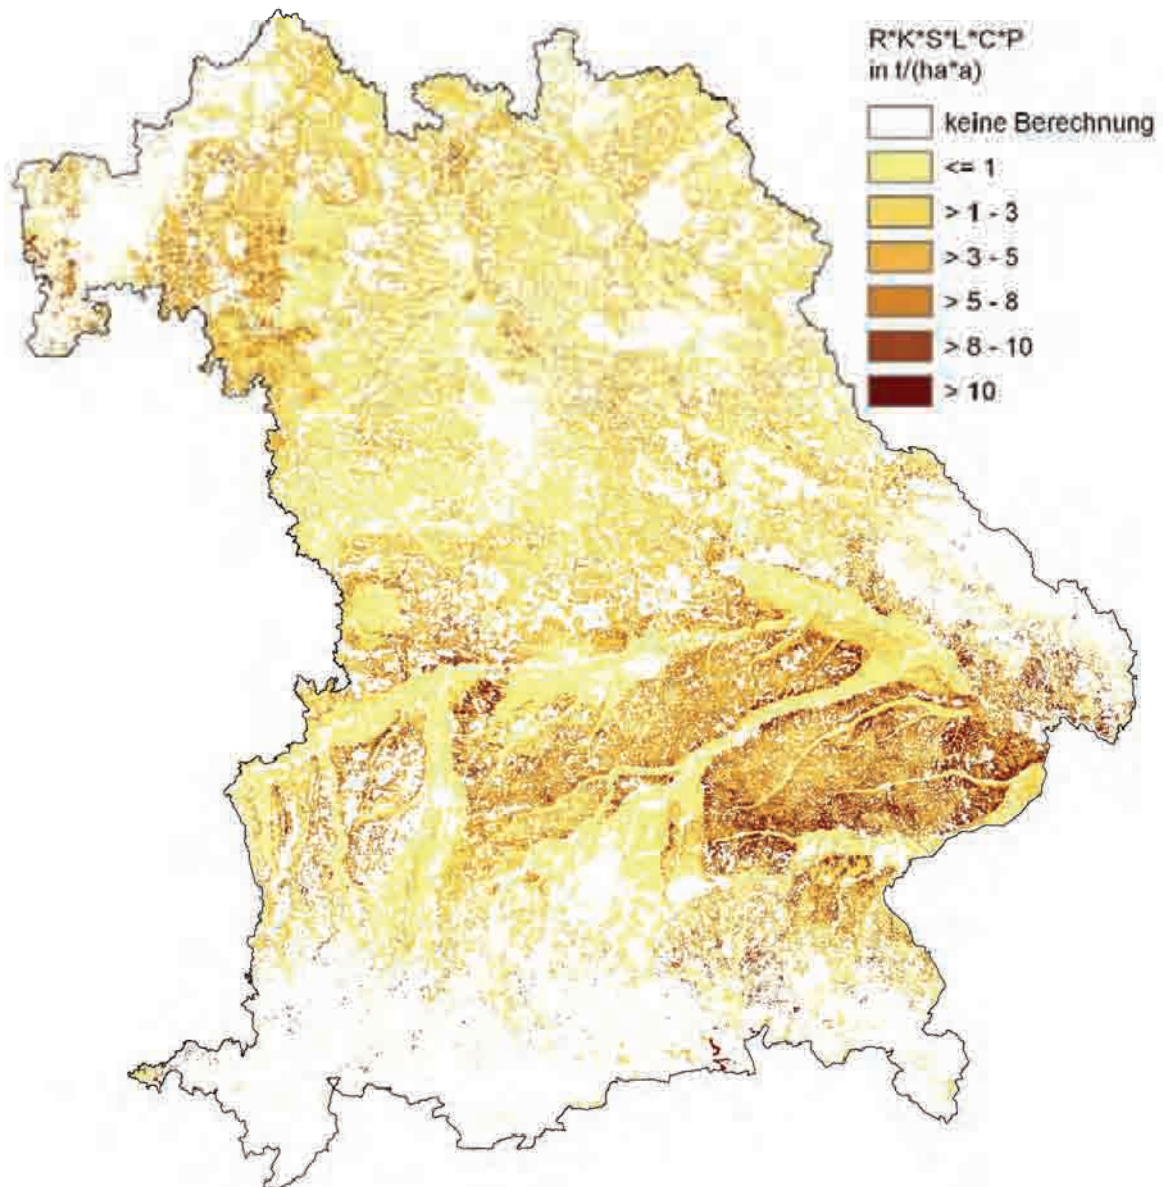 R*K*S*L*C*P
in t/(ha*a)
keine Berechnung
<= 1
> 1 - 3
> 3 - 5
> 5 - 8
> 8 - 10
> 10